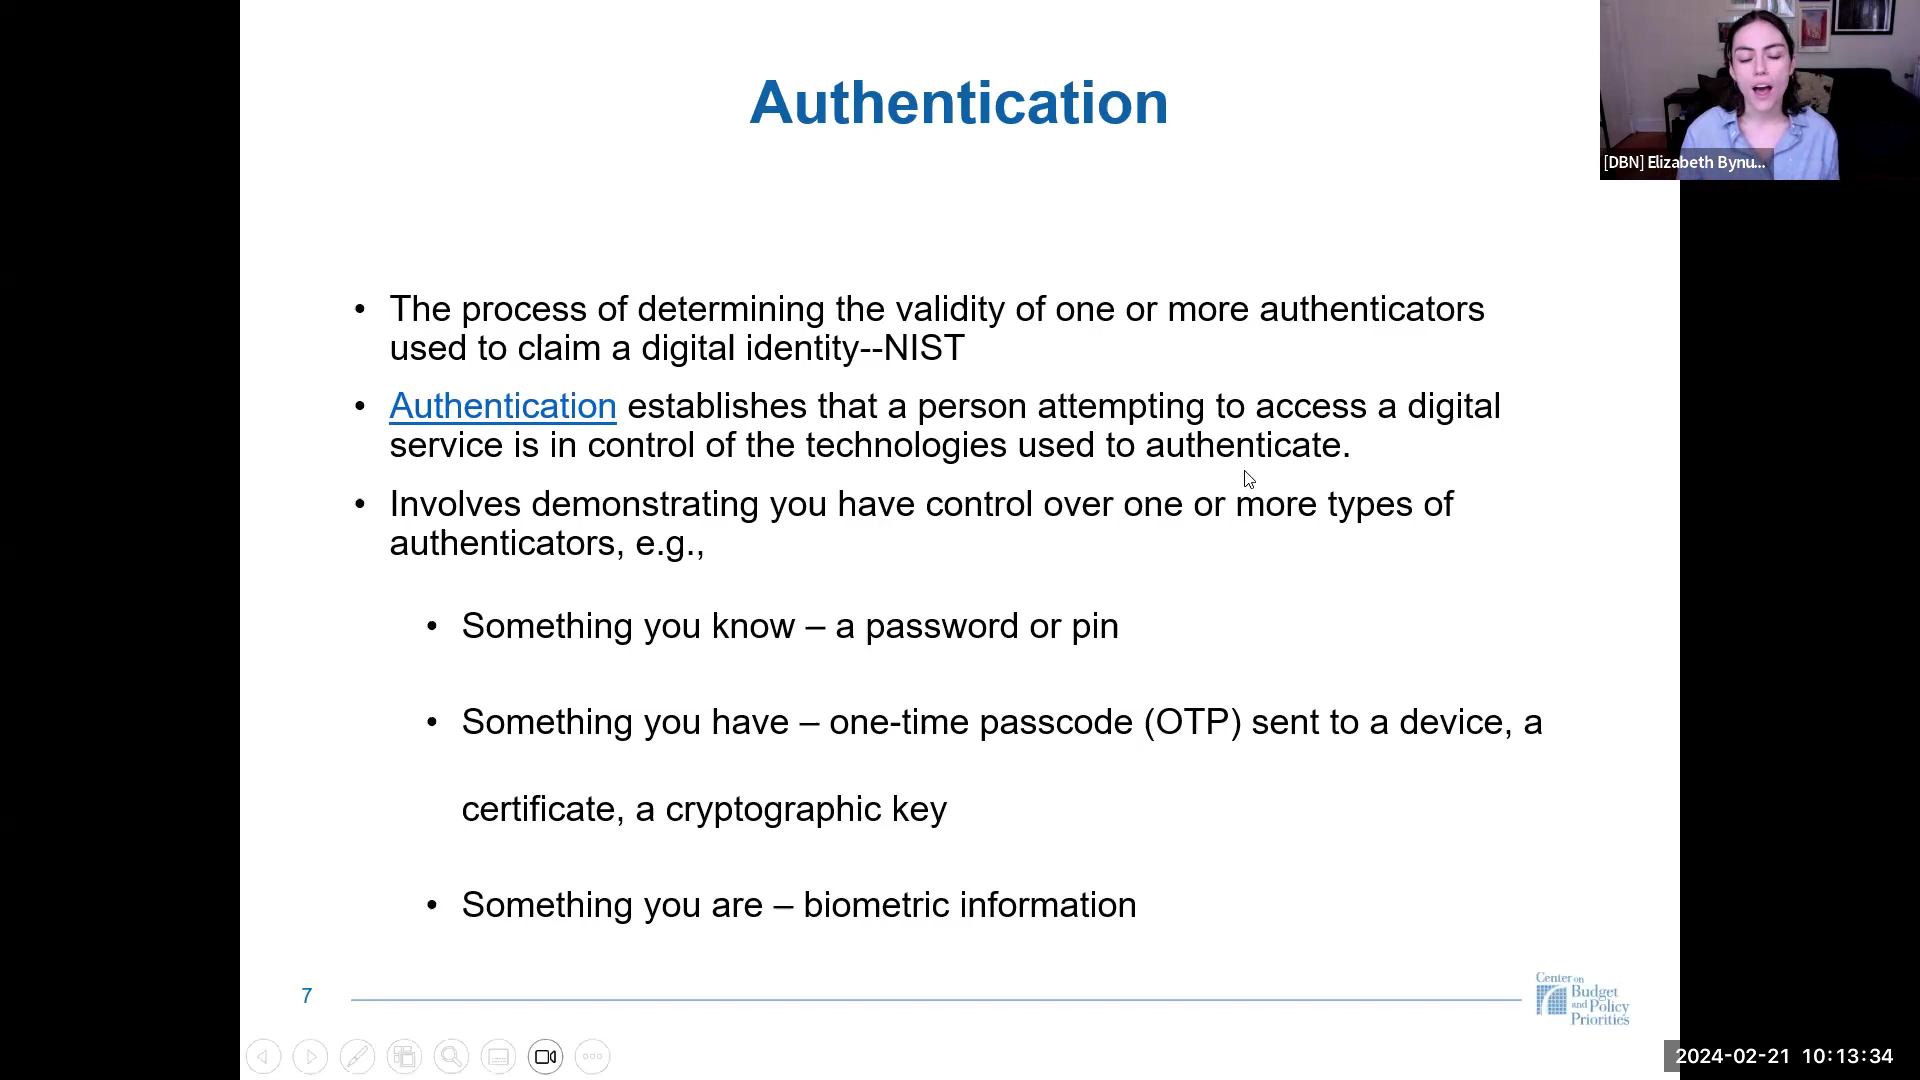 Authentication
[DBN] Elizabeth Bynu...
• The process of determining the validity of one or more authenticators
used to claim a digital identity--NIST
• Authentication establishes that a person attempting to access a digital
service is in control of the technologies used to authenticate.
• Involves demonstrating you have control over one or more types of
authenticators, e.g.,
• Something you know – a password or pin
• Something you have – one-time passcode (OTP) sent to a device, a
certificate, a cryptographic key
• Something you are – biometric information
7
Center on
Budget
and Policy
Priorities
2024-02-21 10:13:34